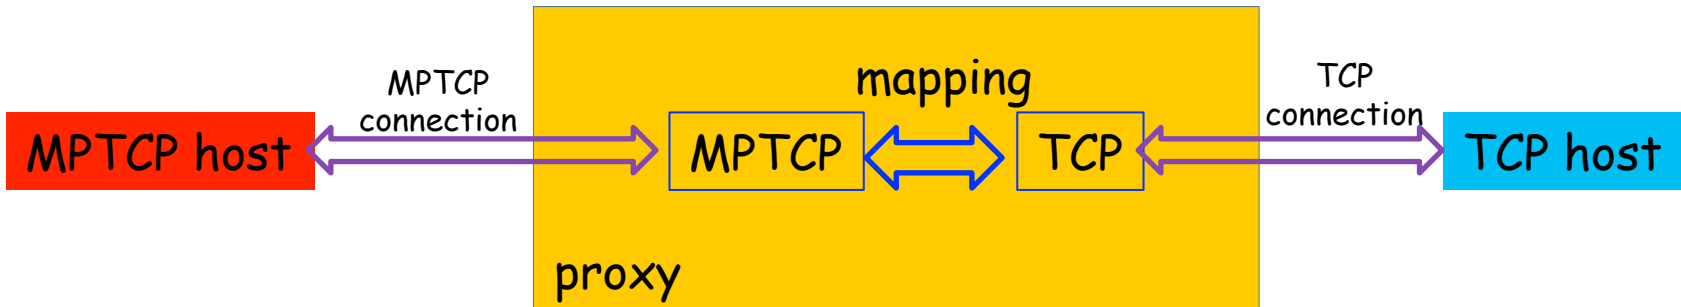 MPTCP host
MPTCP
connection
MPTCP
mapping
TCP
TCP
connection
TCP host
proxy